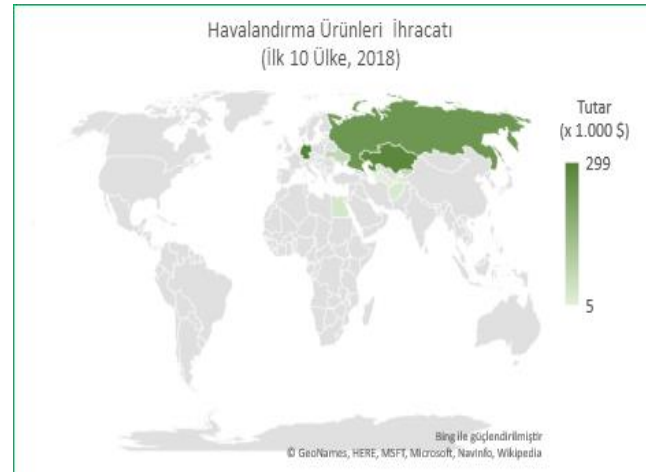 Havalandırma Ürünleri İhracatı
(İlk 10 Ülke, 2018)
Tutar
(x 1.000 $)
299
5
Bing ile güçlendirilmiştir
© GeoNames, HERE, MSFT, Microsoft, NavInfo, Wikipedia